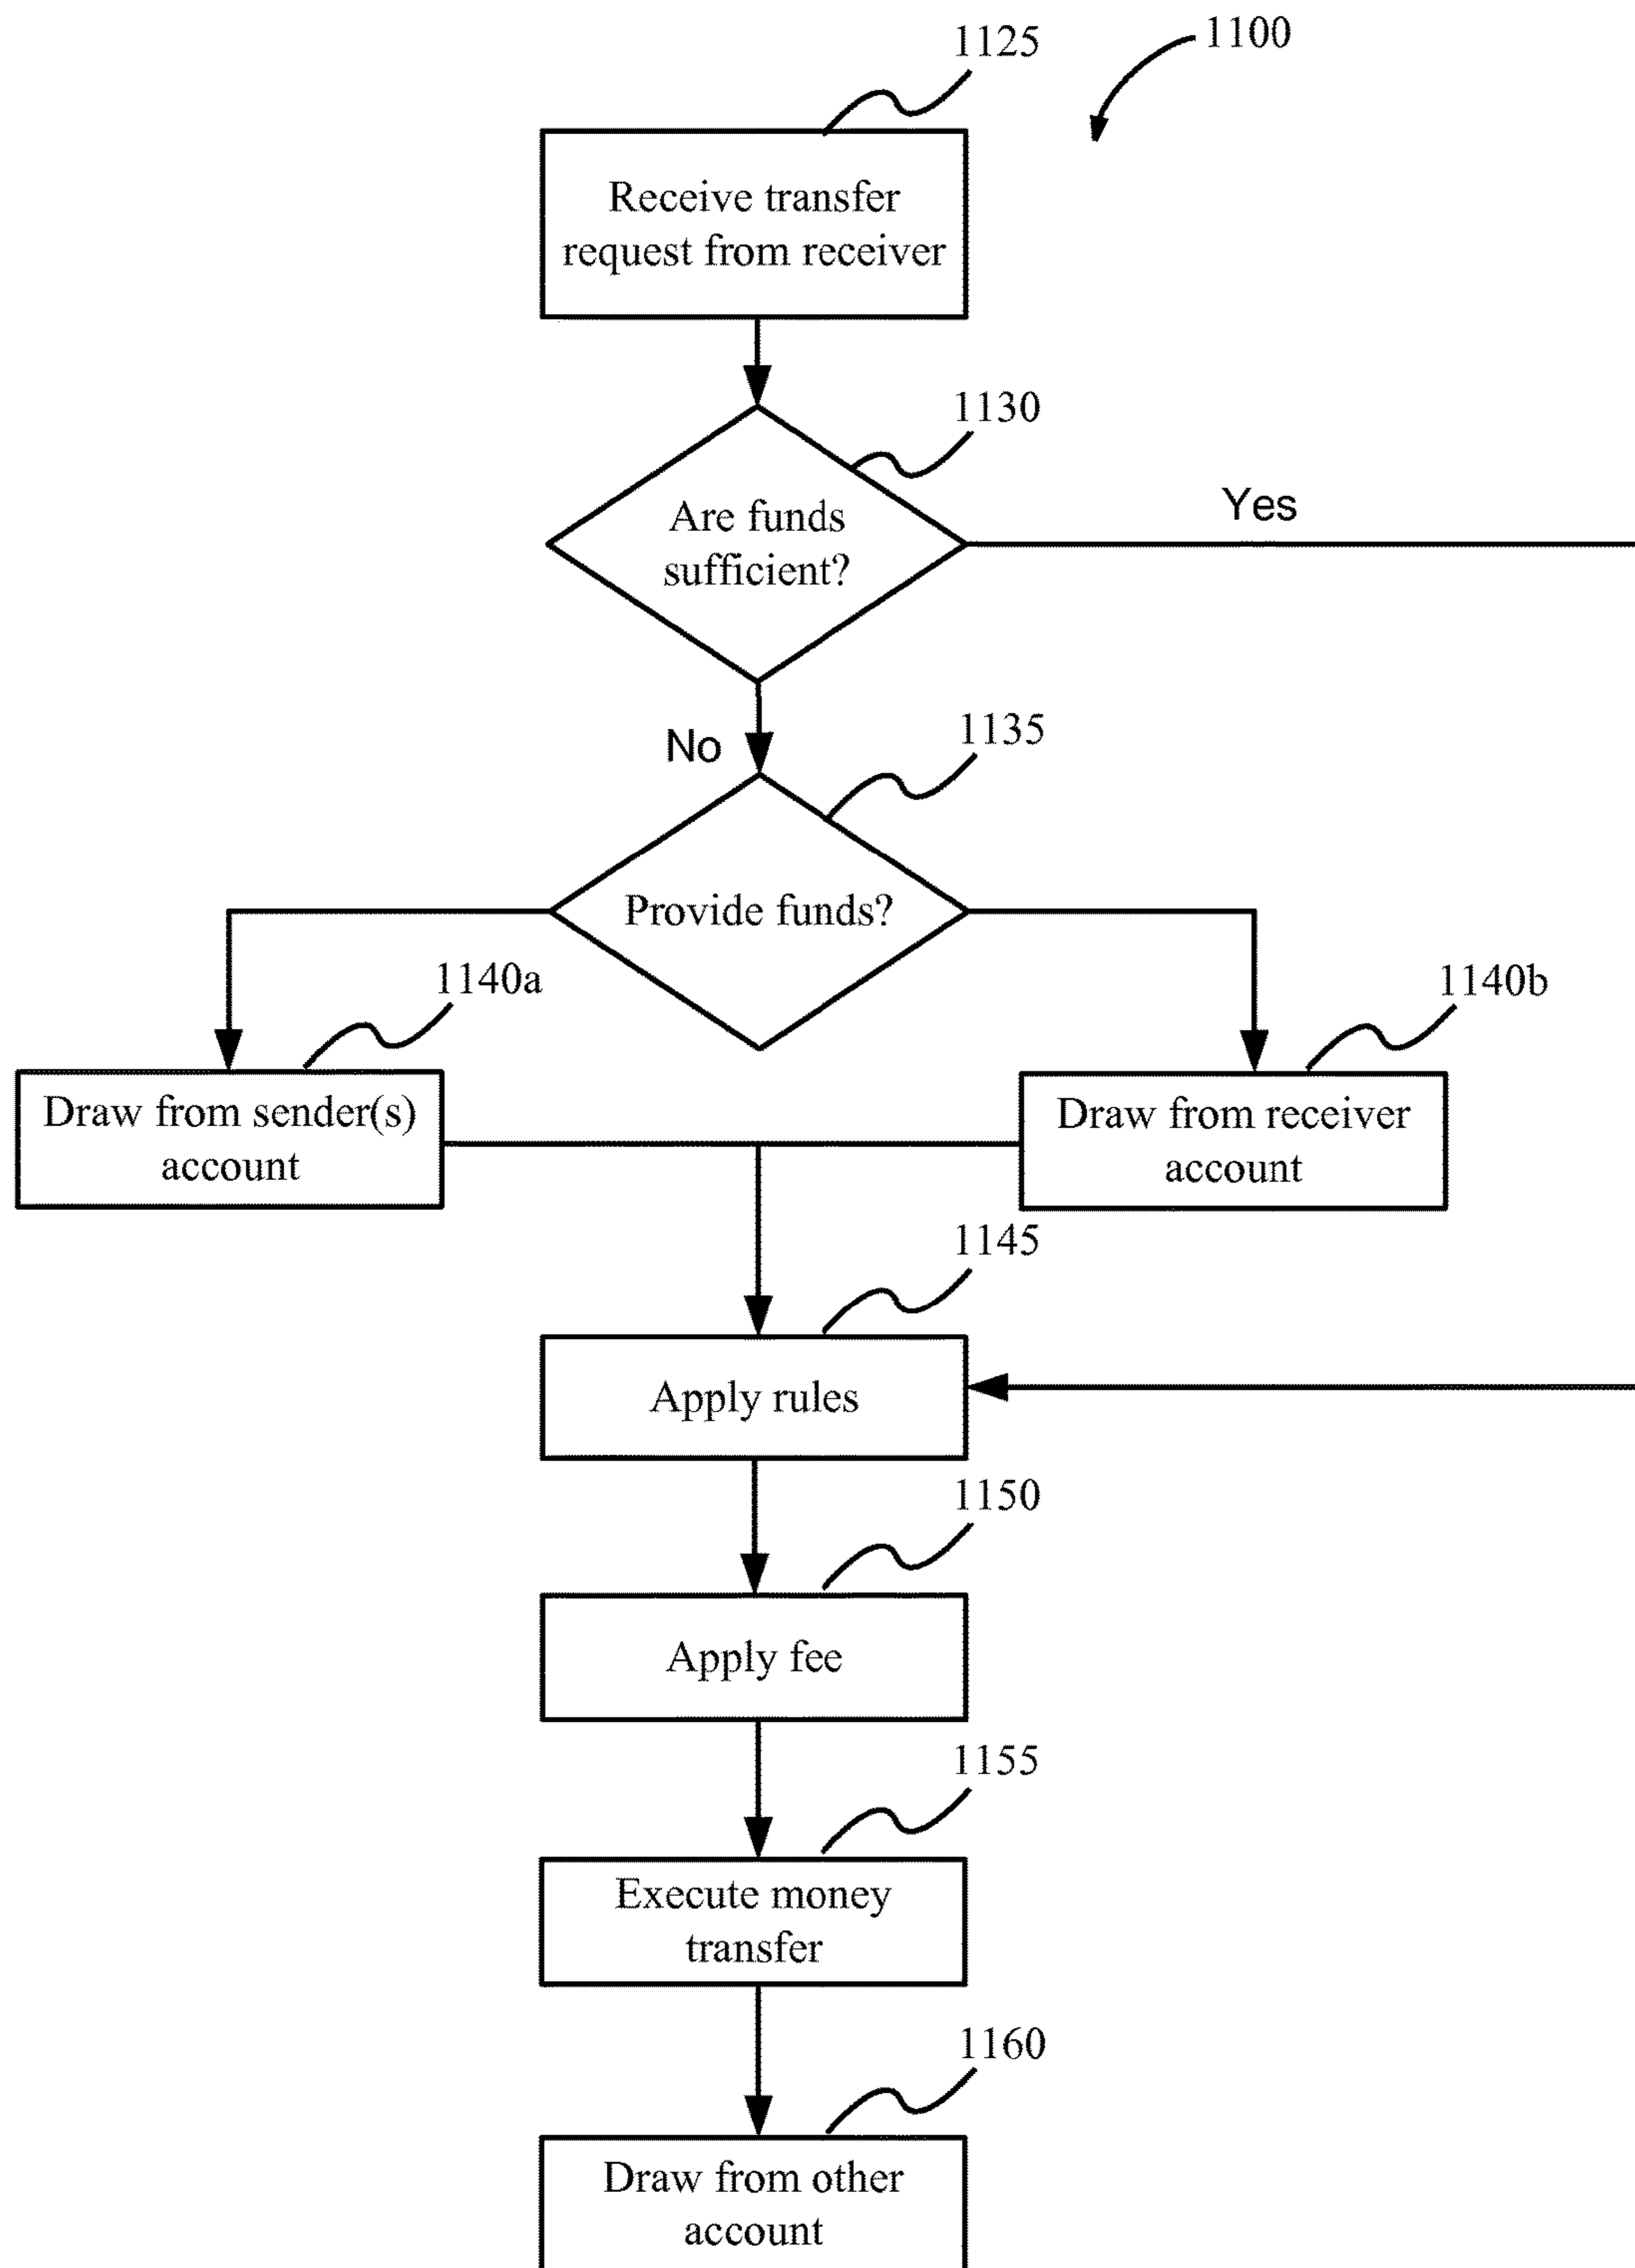 1125
1100
Receive transfer
request from receiver
1130
Are funds
sufficient?
Yes
No
1135
Provide funds?
1140a
1140b
Draw from sender(s)
account
Draw from receiver
account
1145
Apply rules
1150
Apply fee
1155
Execute money
transfer
1160
Draw from other
account